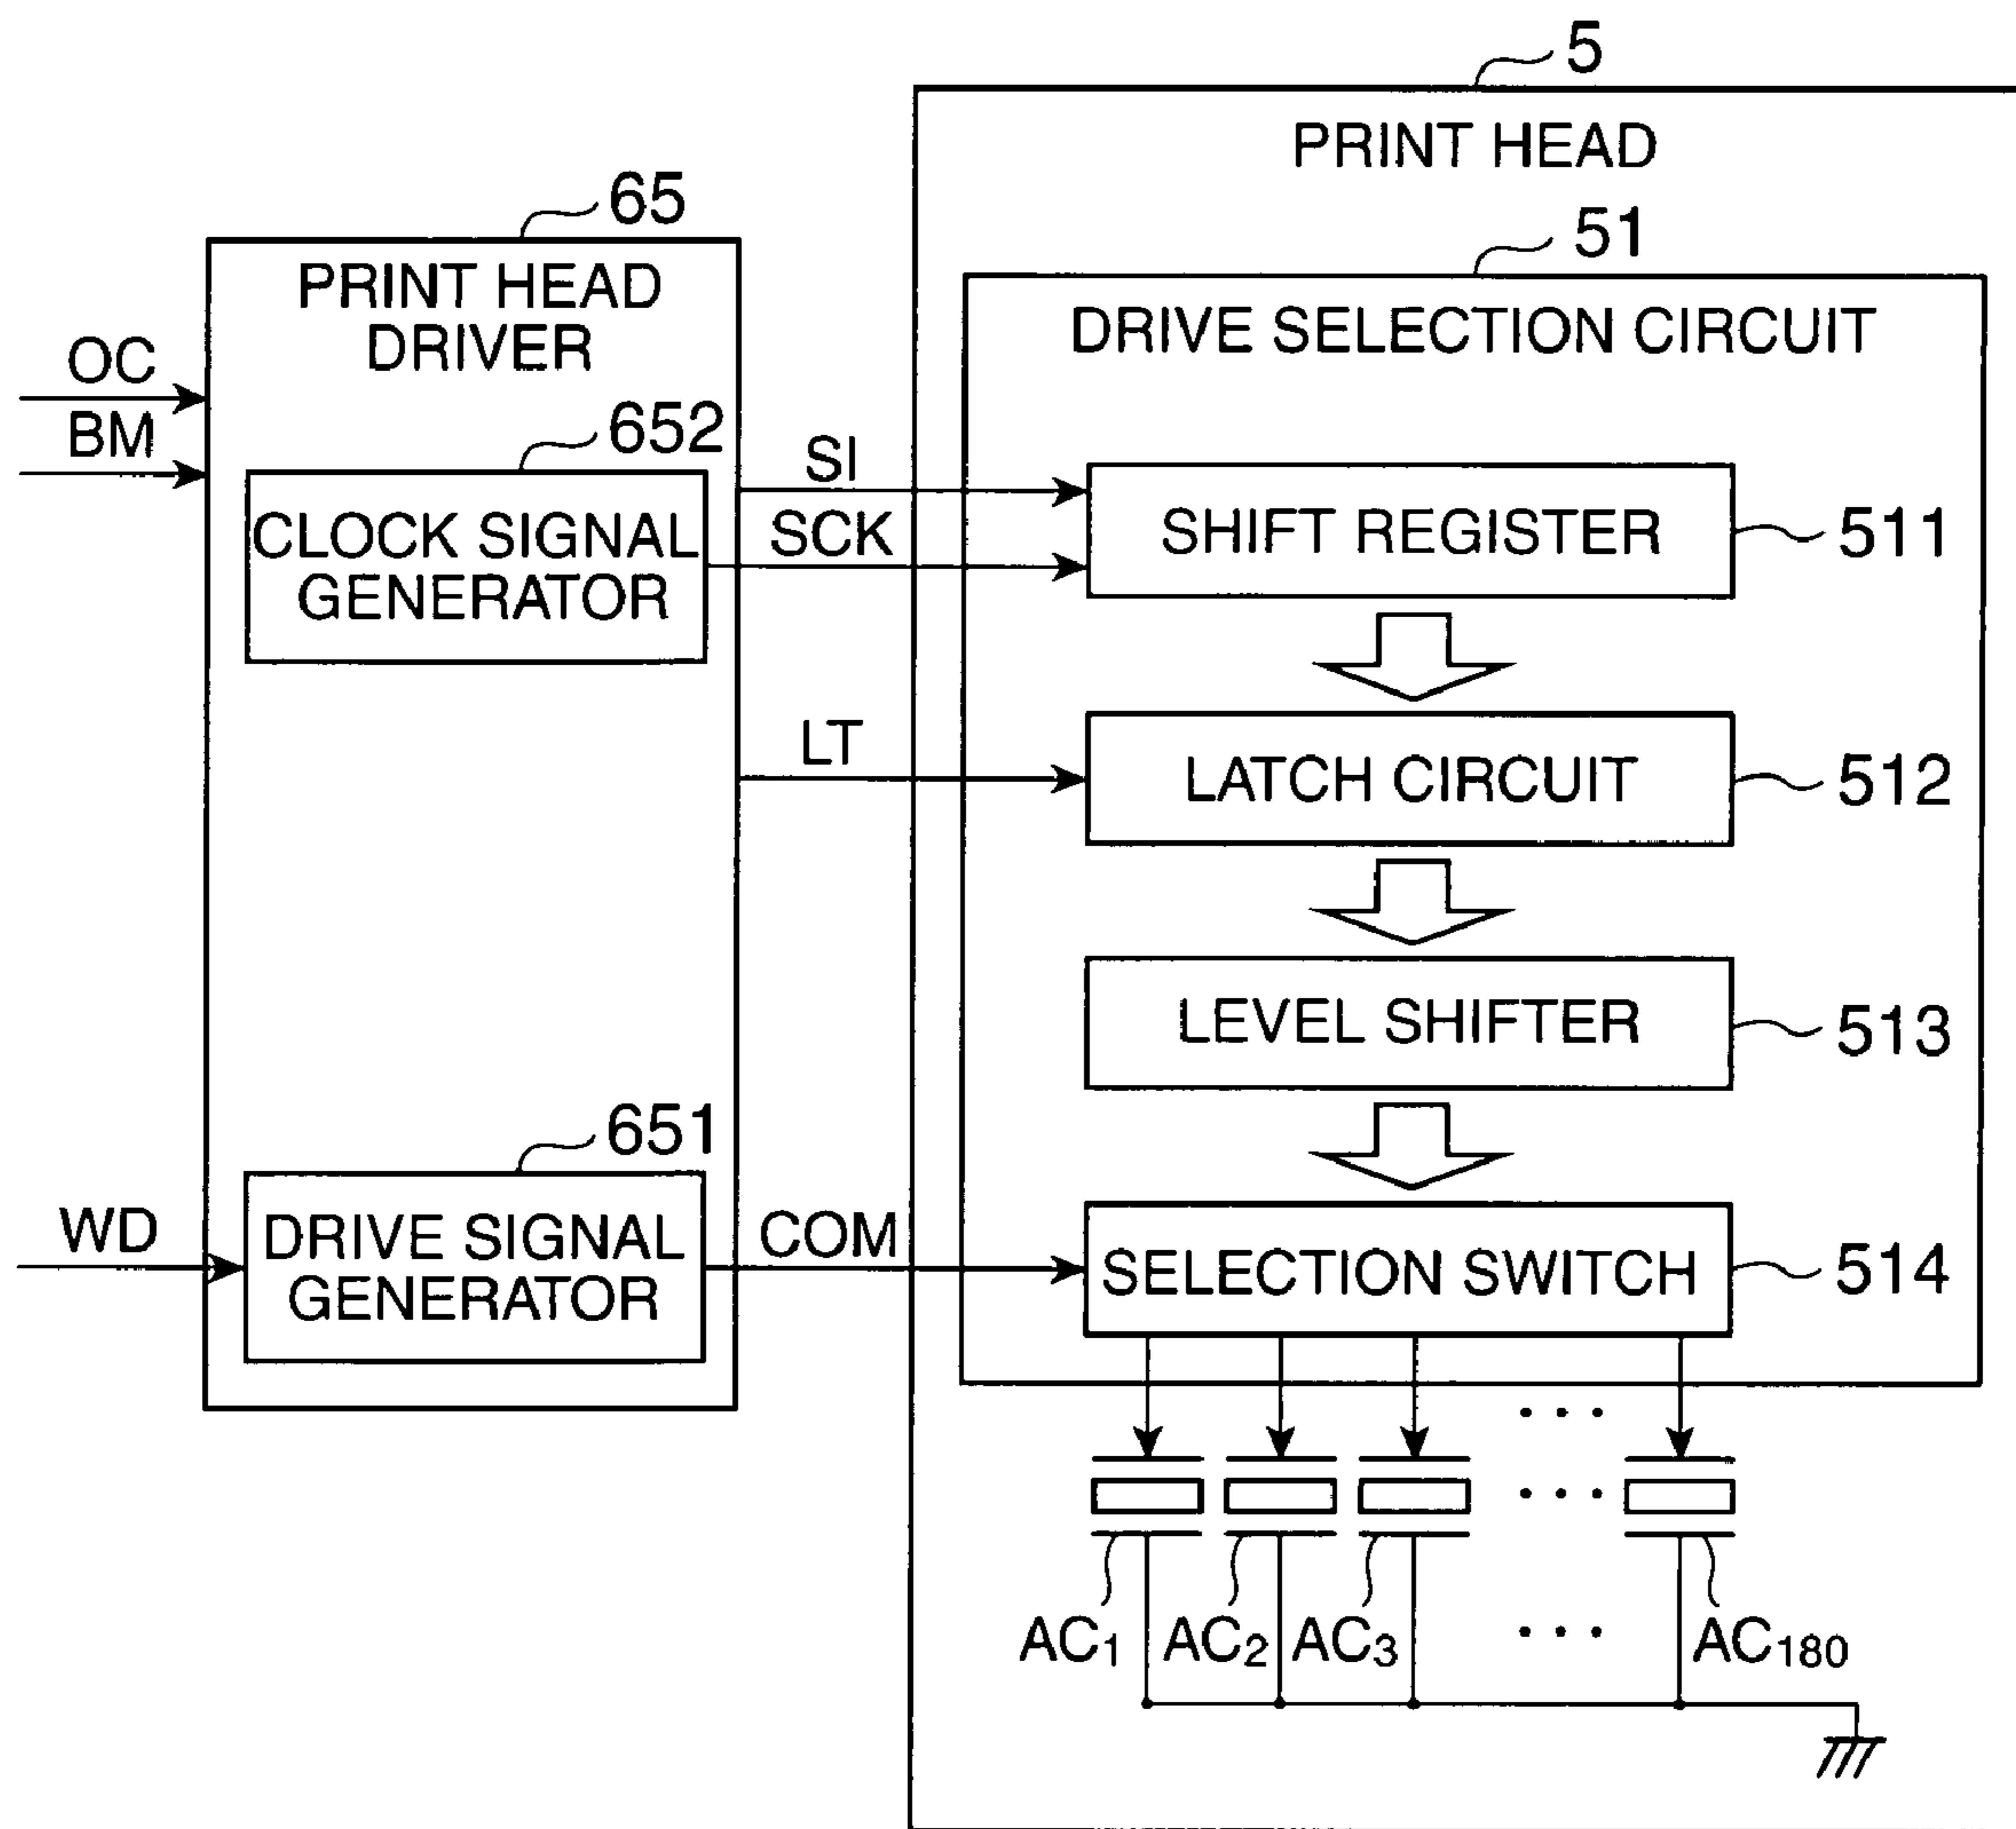 5
PRINT HEAD
65
51
PRINT HEAD
DRIVER
DRIVE SELECTION CIRCUIT
OC
BM
652
SI
CLOCK SIGNAL
GENERATOR
SCK
SHIFT REGISTER
511
LT
LATCH CIRCUIT
512
LEVEL SHIFTER
513
651
WD
DRIVE SIGNAL
GENERATOR
COM
SELECTION SWITCH
514
. . .
. . .
AC1 AC2 AC3 . . . AC180